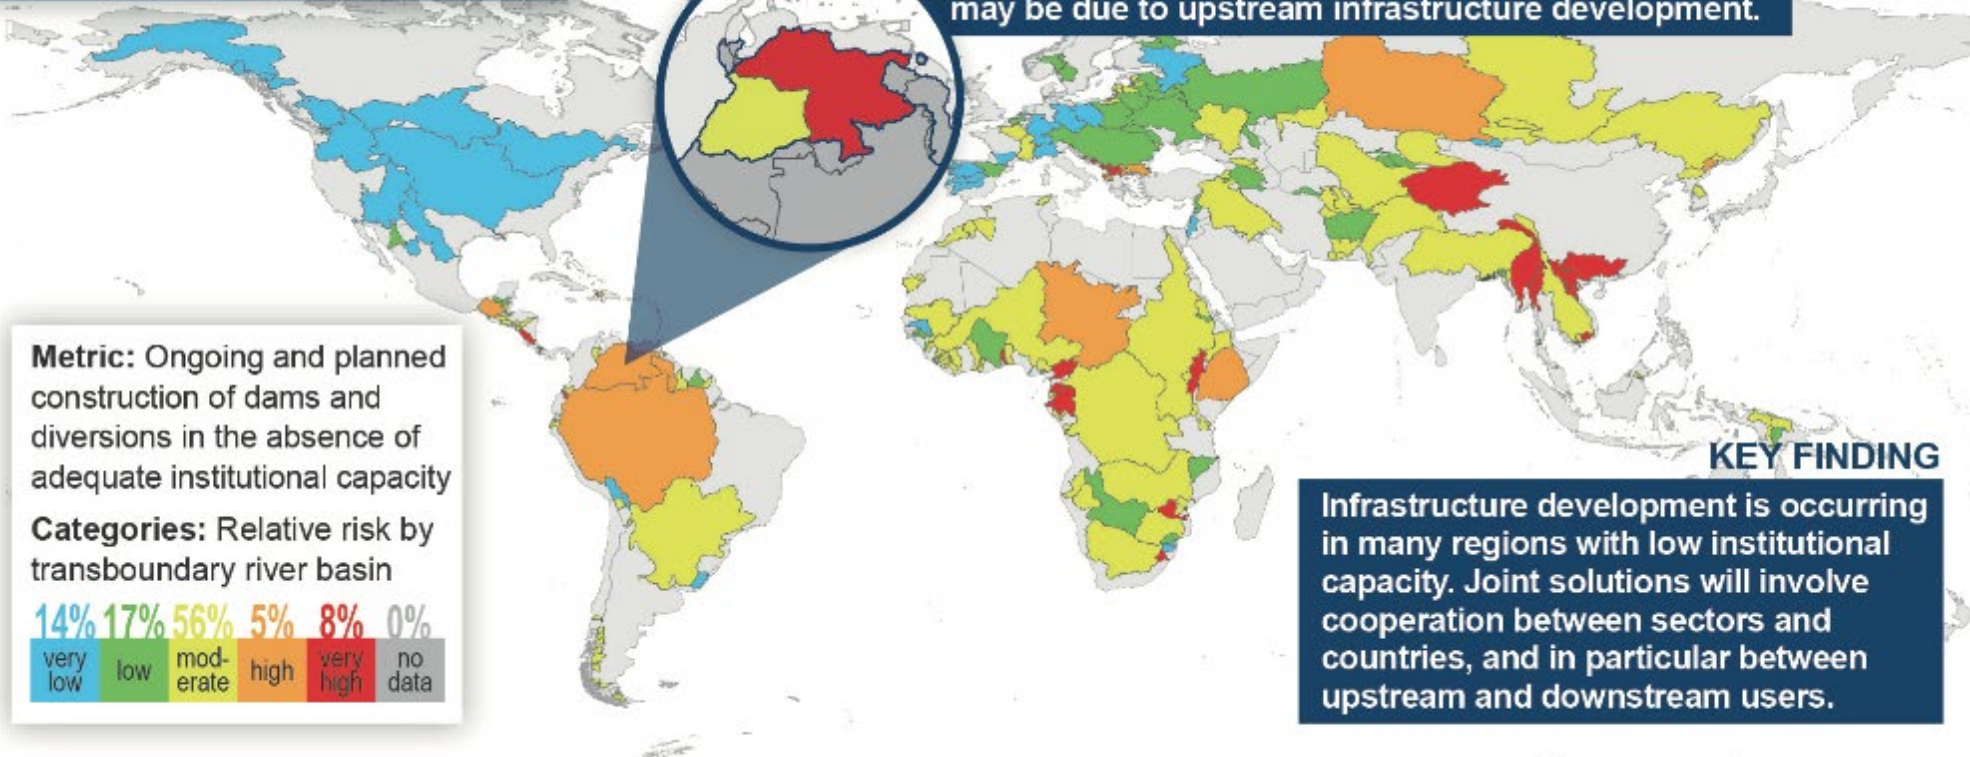 may be due to upstream infrastructure development.
Metric: Ongoing and planned
construction of dams and
diversions in the absence of
adequate institutional capacity
Categories: Relative risk by
transboundary river basin
14% 17% 56% 5% 8% 0%
very low
low
mod-erate
high
very high
no data
KEY FINDING
Infrastructure development is occurring
in many regions with low institutional
capacity. Joint solutions will involve
cooperation between sectors and
countries, and in particular between
upstream and downstream users.